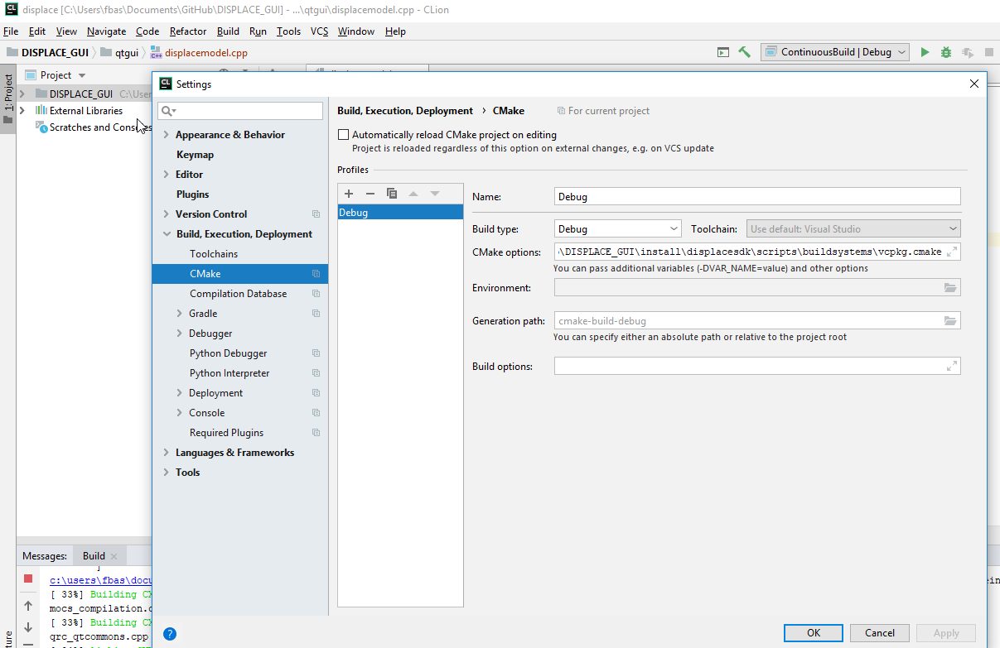 displace [C:\Users\fbas\Documents\GitHub\DISPLACE_GUI] - ...\qtgui\displacemodel.cpp - CLion
File Edit View Navigate Code Refactor Build Run Tools VCS Window Help
DISPLACE_GUI qtgui displacemodel.cpp ContinuousBuild | Debug
1: Project
Project
DISPLACE_GUI C:\User
External Libraries
Scratches and Consoles
Settings
Appearance & Behavior
Keymap
Editor
Plugins
Version Control
Build, Execution, Deployment
Toolchains
CMake
Compilation Database
Gradle
Debugger
Python Debugger
Python Interpreter
Deployment
Console
Required Plugins
Languages & Frameworks
Tools
Build, Execution, Deployment › CMake For current project
Automatically reload CMake project on editing
Project is reloaded regardless of this option on external changes, e.g. on VCS update
Profiles
Debug
Name: Debug
Build type: Debug Toolchain: Use default: Visual Studio
CMake options: \DISPLACE_GUI\install\displacesdk\scripts\buildsystems\vcpkg.cmake
You can pass additional variables (-DVAR_NAME=value) and other options
Environment:
Generation path: cmake-build-debug
You can specify either an absolute path or relative to the project root
Build options:
OK Cancel Apply
Messages: Build
c:\users\fbas\docu
[ 33%] Building CX
mocs_compilation.c
[ 33%] Building CX
qrc_qtcommons.cpp